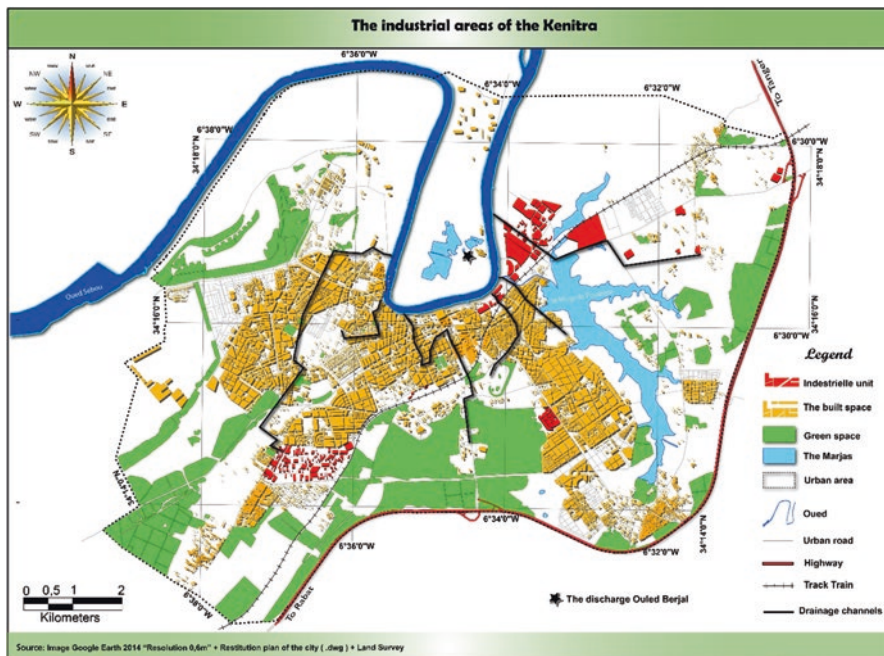 The industrial areas of the Kenitra
6°36'0"W
6°34'0"W
6°32'0"W
To Tanger
N
NW
NE
W
E
SW
SE
S
6°38'0"W
6°30'0"W
34°18'0"N
34°18'0"N
Oued Sebou
34°16'0"N
34°16'0"N
6°30'0"W
Legend
Indestrielle unit
The built space
Green space
The Marjas
Urban area
Oued
Urban road
Highway
Track Train
Drainage channels
34°14'0"N
34°14'0"N
6°34'0"W
6°36'0"W
6°32'0"W
6°38'0"W
To Rabat
The discharge Ouled Berjal
0 0,5 1 2
Kilometers
Source: Image Google Earth 2014 "Resolution 0,6m" + Restitution plan of the city ( .dwg ) + Land Survey